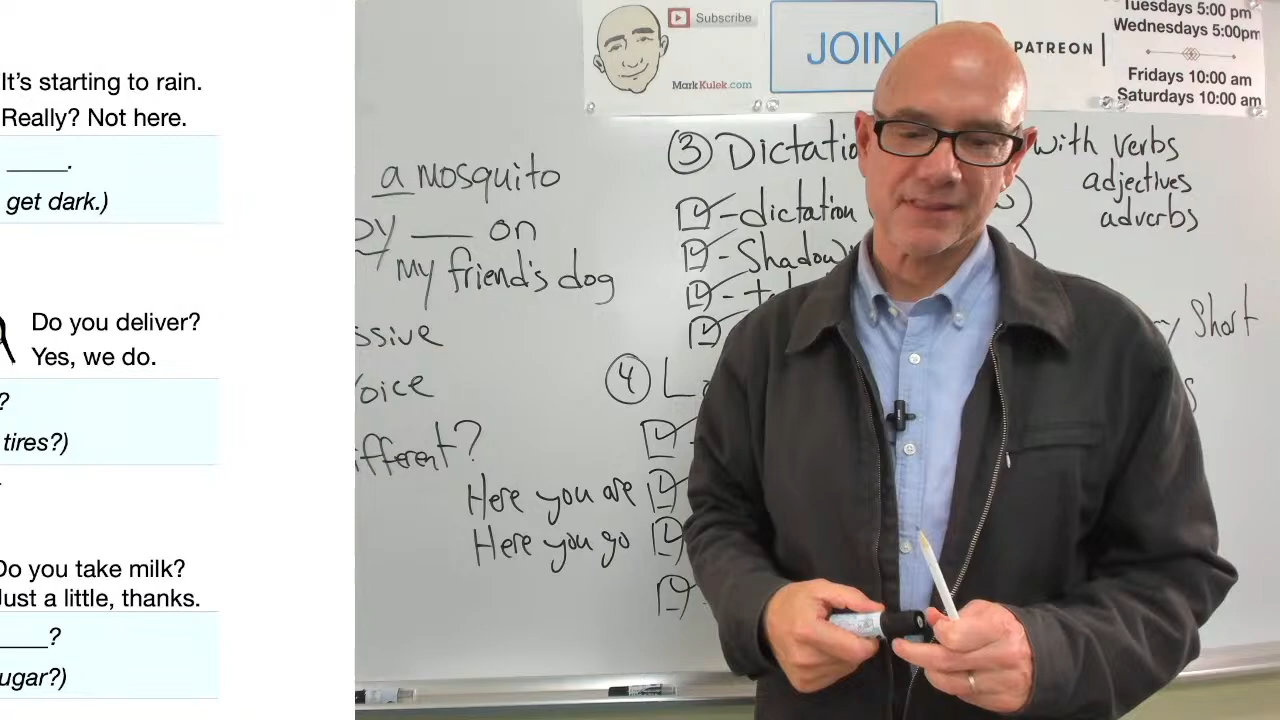 It's starting to rain.
Really? Not here.
____.
get dark.)
Do you deliver?
Yes, we do.
?
tires?)
Do you take milk?
Just a little, thanks.
____?
ugar?)
Subscribe
MarkKulek.com
JOIN
PATREON
Tuesdays 5:00 pm
Wednesdays 5:00pm
Fridays 10:00 am
Saturdays 10:00 am
a mosquito
____ on
my friend's dog
ssive
oice
ifferent?
Here you are
Here you go
③ Dictatio
-dictation
-Shadow
④ L
with verbs
adjectives
adverbs
Short